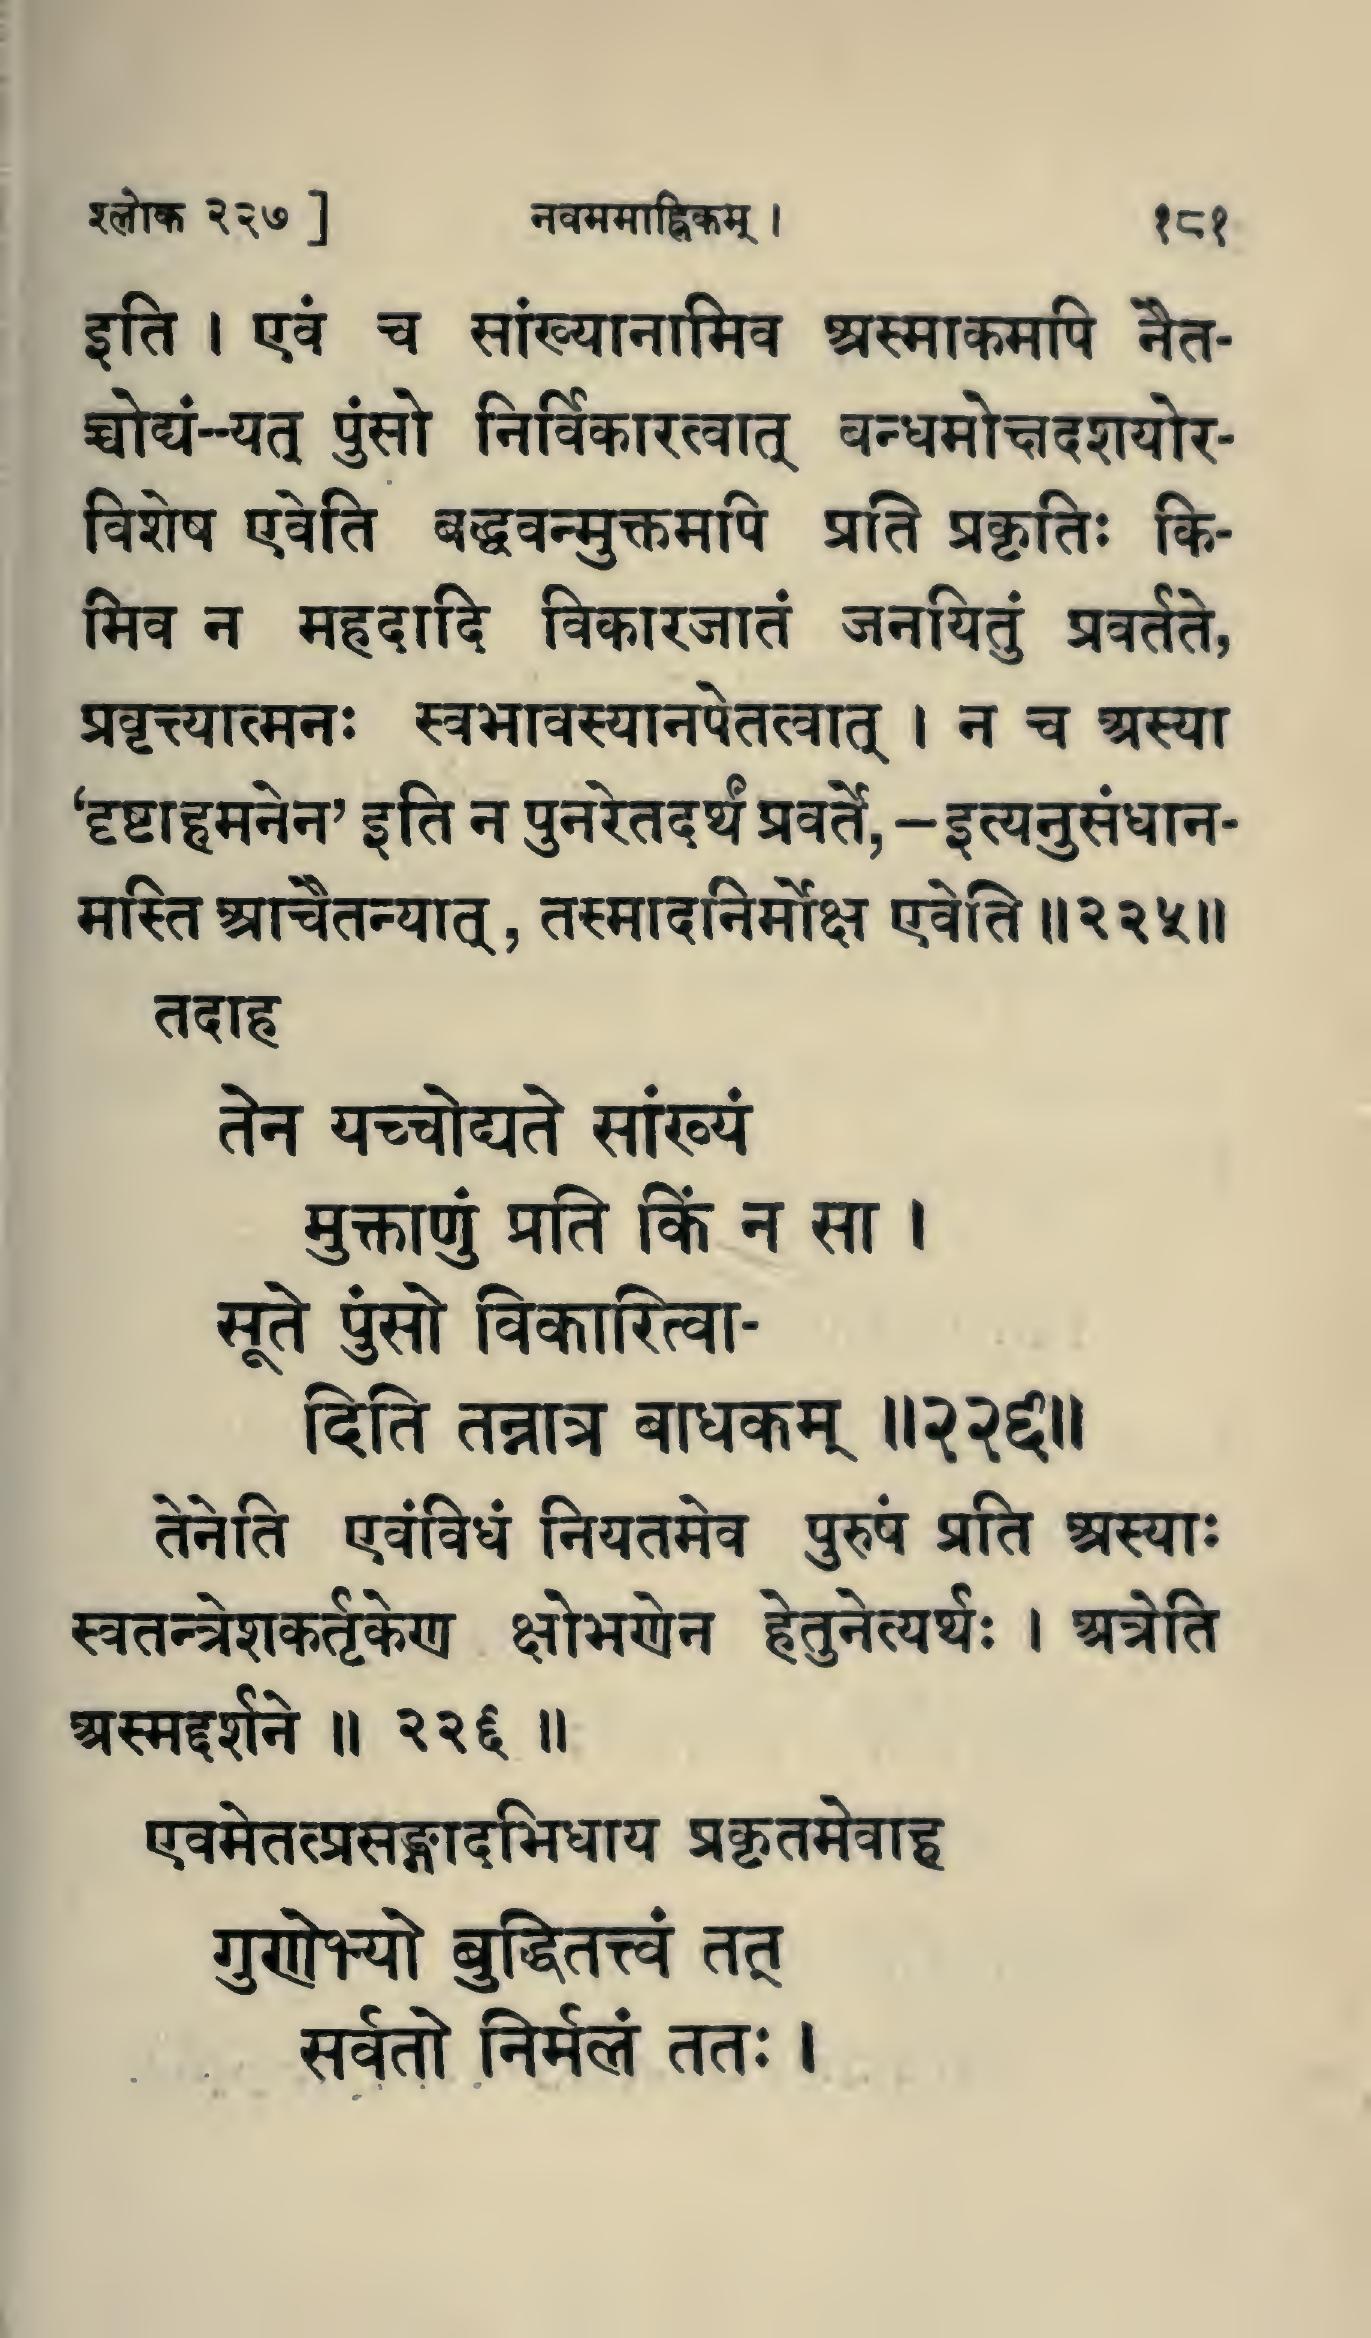 श्लोक २२७ ] नवममाह्निकम् । १८१
इति । एवं च सांख्यानामिव अस्माकमपि नैत-
च्चोद्यं--यत् पुंसो निर्विकारत्वात् बन्धमोक्षदशयोर-
विशेष एवेति बद्धवन्मुक्तमपि प्रति प्रकृतिः कि-
मिव न महदादि विकारजातं जनयितुं प्रवर्तते,
प्रवृत्त्यात्मनः स्वभावस्यानपेतत्वात् । न च अस्या
‘दृष्टाहमनेन’ इति न पुनरेतदर्थं प्रवर्ते, – इत्यनुसंधान-
मस्ति आचैतन्यात्, तस्मादनिर्मोक्ष एवेति ॥२२५॥
तदाह
तेन यच्चोद्यते सांख्यं
मुक्ताणुं प्रति किं न सा ।
सूते पुंसो विकारित्वा-
दिति तन्नात्र बाधकम् ॥२२६॥
तेनेति एवंविधं नियतमेव पुरुषं प्रति अस्याः
स्वतन्त्रेशकर्तृकेण क्षोभणेन हेतुनेत्यर्थः । अत्रेति
अस्मद्दर्शने ॥ २२६ ॥
एवमेतत्प्रसङ्गादभिधाय प्रकृतमेवाह
गुणेभ्यो बुद्धितत्त्वं तत्
सर्वतो निर्मलं ततः ।